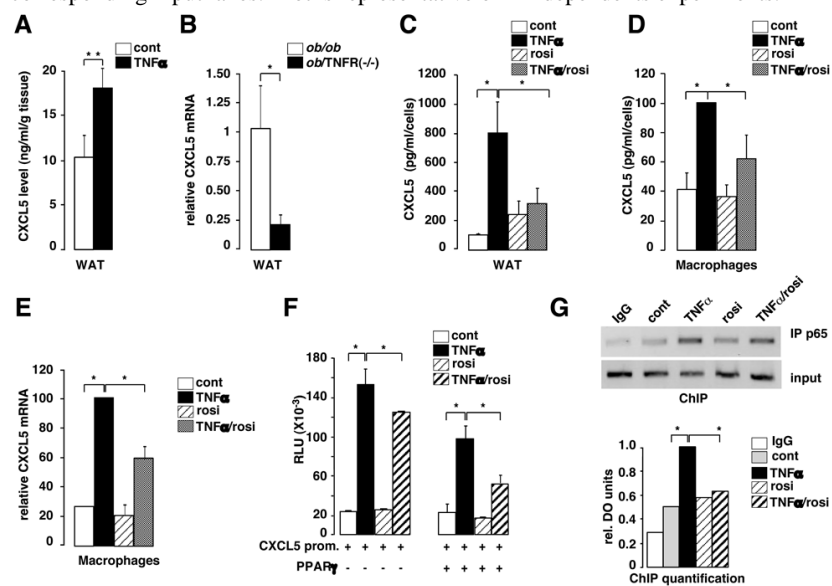 A
cont
TNFα
* *
CXCL5 level (ng/ml/g tissue)
20
15
10
5
0
WAT
B
ob/ob
ob/TNFR(-/-)
*
relative CXCL5 mRNA
1.50
1.25
1
0.75
0.50
0.25
0
WAT
C
cont
TNFα
rosi
TNFα/rosi
* *
CXCL5 (pg/ml/cells)
1200
1000
800
600
400
200
0
WAT
D
cont
TNFα
rosi
TNFα/rosi
* *
CXCL5 (pg/ml/cells)
120
100
80
60
40
20
0
Macrophages
E
cont
TNFα
rosi
TNFα/rosi
* *
relative CXCL5 mRNA
120
100
80
60
40
20
0
Macrophages
F
cont
TNFα
rosi
TNFα/rosi
* *
* *
RLU (X10⁻³)
180
140
100
80
40
0
CXCL5 prom. + + + + + + + +
PPARγ - - - - + + + +
G
IgG cont TNFα rosi TNFα/rosi
IP p65
input
ChIP
IgG
cont
TNFα
rosi
TNFα/rosi
* *
rel. DO units
1.0
0.8
0.6
0.4
0.2
0
ChIP quantification